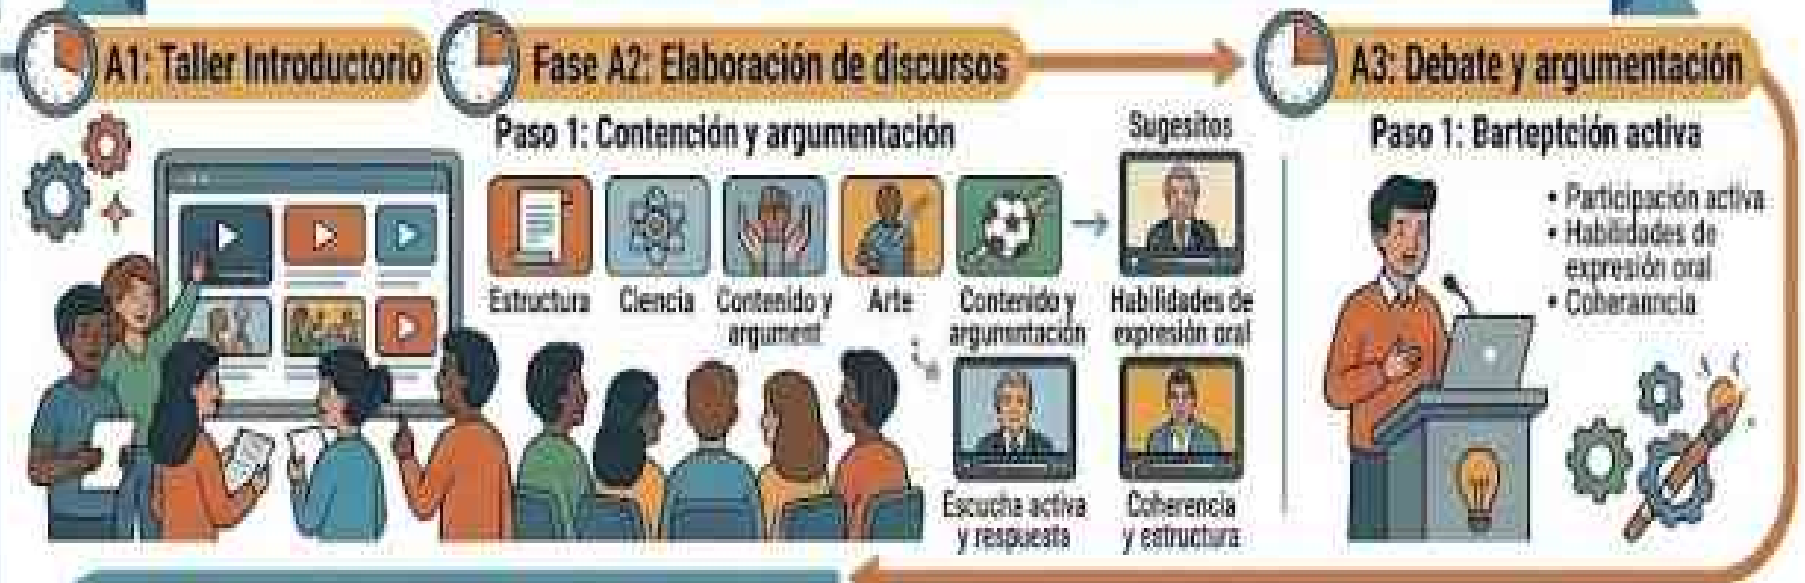 A1: Taller Introductorio
Fase A2: Elaboración de discursos
A3: Debate y argumentación
Paso 1: Contención y argumentación
Sugesitos
Estructura
Ciencia
Contenido y
argument
Arte
Contenido y
argumntación
Habilidades de
expresión oral
Escucha activa
y respuesta
Coherencia
y estructura
Paso 1: Barteptción activa
• Participación activa
• Habilidades de
expresión oral
• Coheraencia